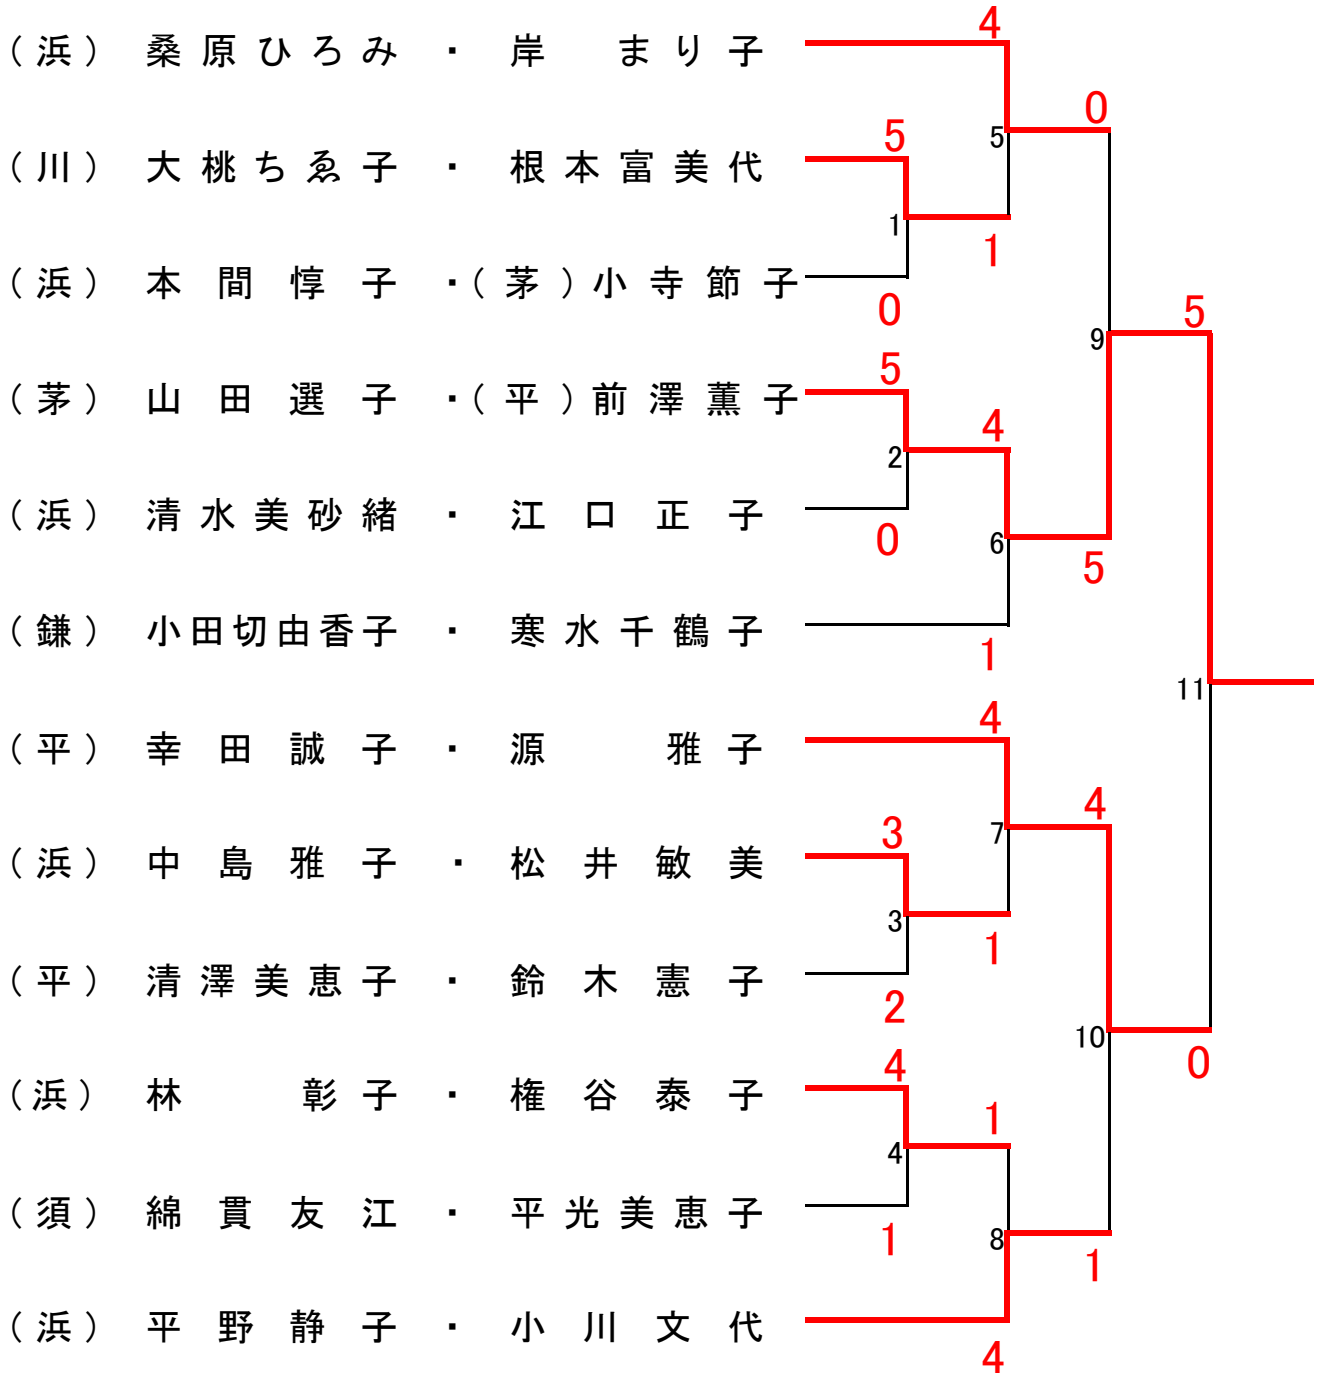 4
(浜) 桑原ひろみ ・ 岸 まり子
0
5
5
(川) 大桃ちゑ子 ・ 根本富美代
1
1
(浜) 本間惇子 ・(茅)小寺節子
0
5
9
5
(茅) 山田選子 ・(平)前澤薫子
4
2
(浜) 清水美砂緒 ・ 江口正子
0
6
5
(鎌) 小田切由香子 ・ 寒水千鶴子
1
11
4
(平) 幸田誠子 ・ 源 雅子
4
3
7
(浜) 中島雅子 ・ 松井敏美
3
1
(平) 清澤美恵子 ・ 鈴木憲子
2
10
0
4
(浜) 林 彰子 ・ 権谷泰子
1
4
(須) 綿貫友江 ・ 平光美恵子
1
8
1
(浜) 平野静子 ・ 小川文代
4